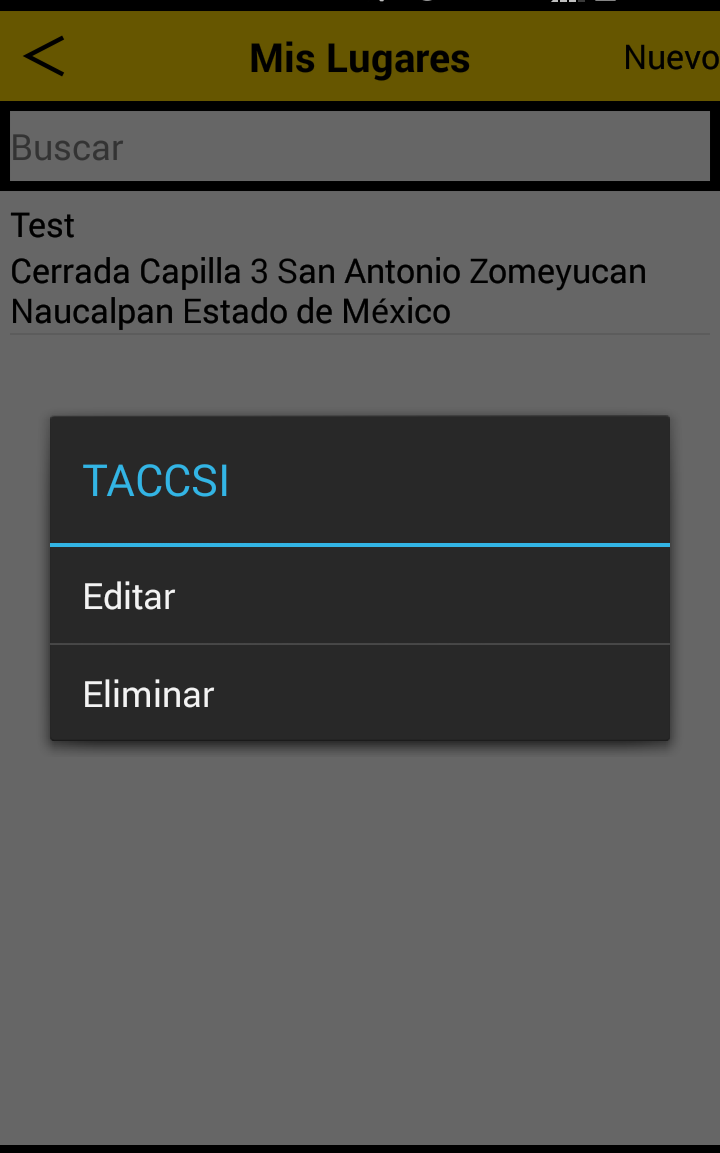 Mis Lugares
Nuevo
Buscar
Test
Cerrada Capilla 3 San Antonio Zomeyucan
Naucalpan Estado de México
TACCSI
Editar
Eliminar